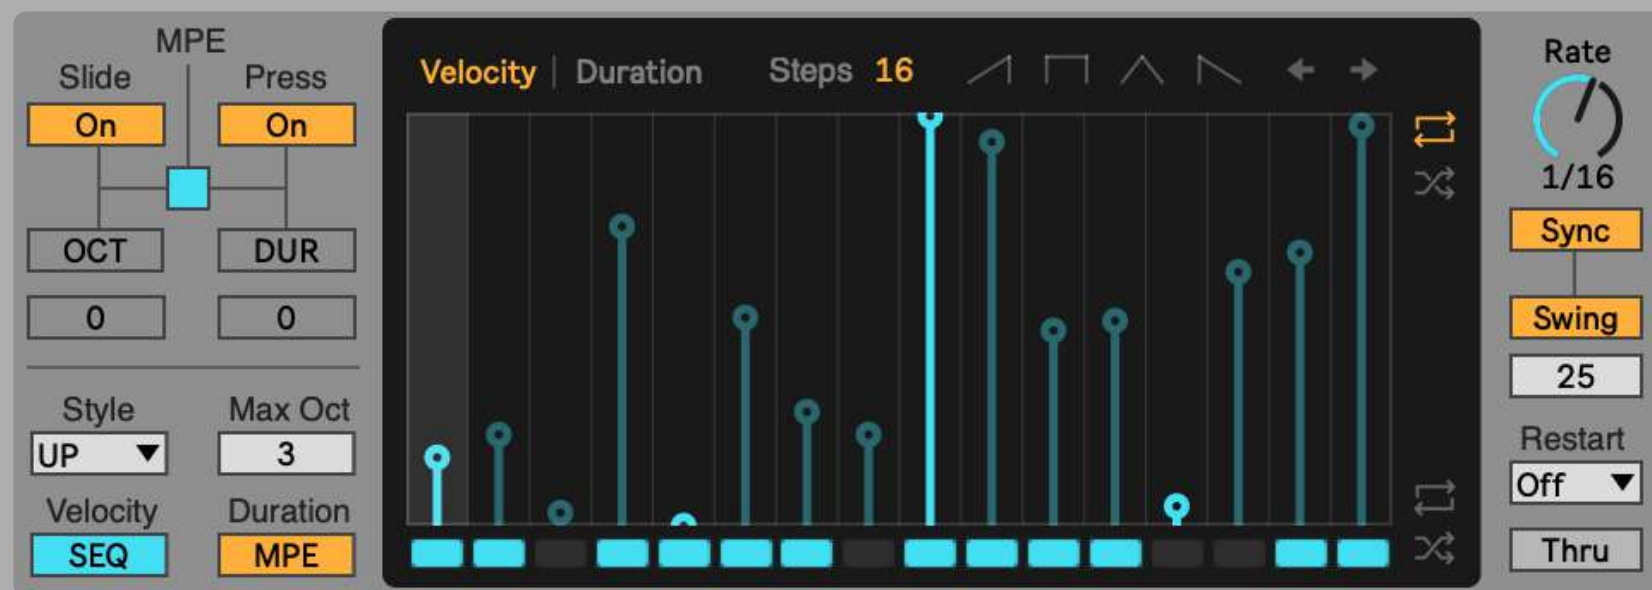 MPE
Slide
Press
On
On
OCT
DUR
0
0
Style
Max Oct
UP
3
Velocity
Duration
SEQ
MPE
Velocity | Duration Steps 16
Rate
1/16
Sync
Swing
25
Restart
Off
Thru